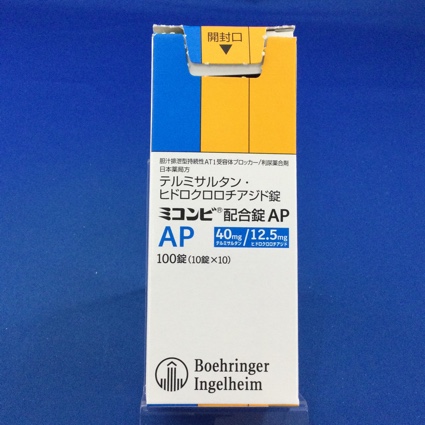 開封口
胆汁排泄型持続性AT1受容体ブロッカー/利尿薬合剤
日本薬局方
テルミサルタン・
ヒドロクロロチアジド錠
ミコンビ®配合錠AP
AP 40mg/12.5mg
テルミサルタン ヒドロクロロチアジド
100錠(10錠×10)
Boehringer
Ingelheim